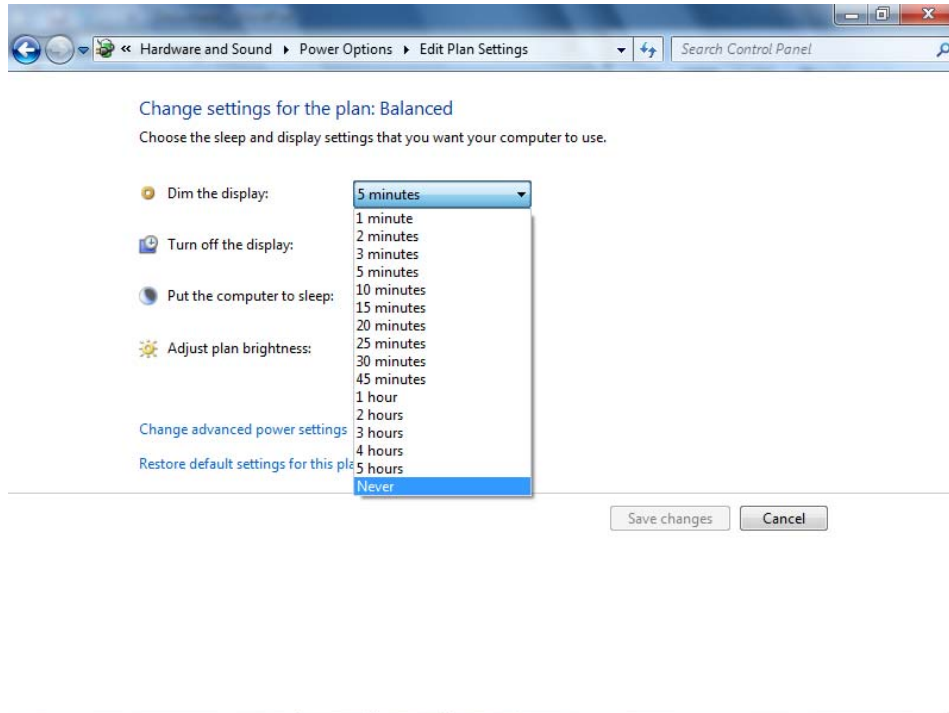 « Hardware and Sound ▸ Power Options ▸ Edit Plan Settings Search Control Panel
Change settings for the plan: Balanced
Choose the sleep and display settings that you want your computer to use.
Dim the display: 5 minutes
1 minute
2 minutes
Turn off the display:
3 minutes
5 minutes
10 minutes
Put the computer to sleep:
15 minutes
20 minutes
25 minutes
Adjust plan brightness:
30 minutes
45 minutes
1 hour
2 hours
Change advanced power settings
3 hours
4 hours
Restore default settings for this pla
5 hours
Never
Save changes Cancel